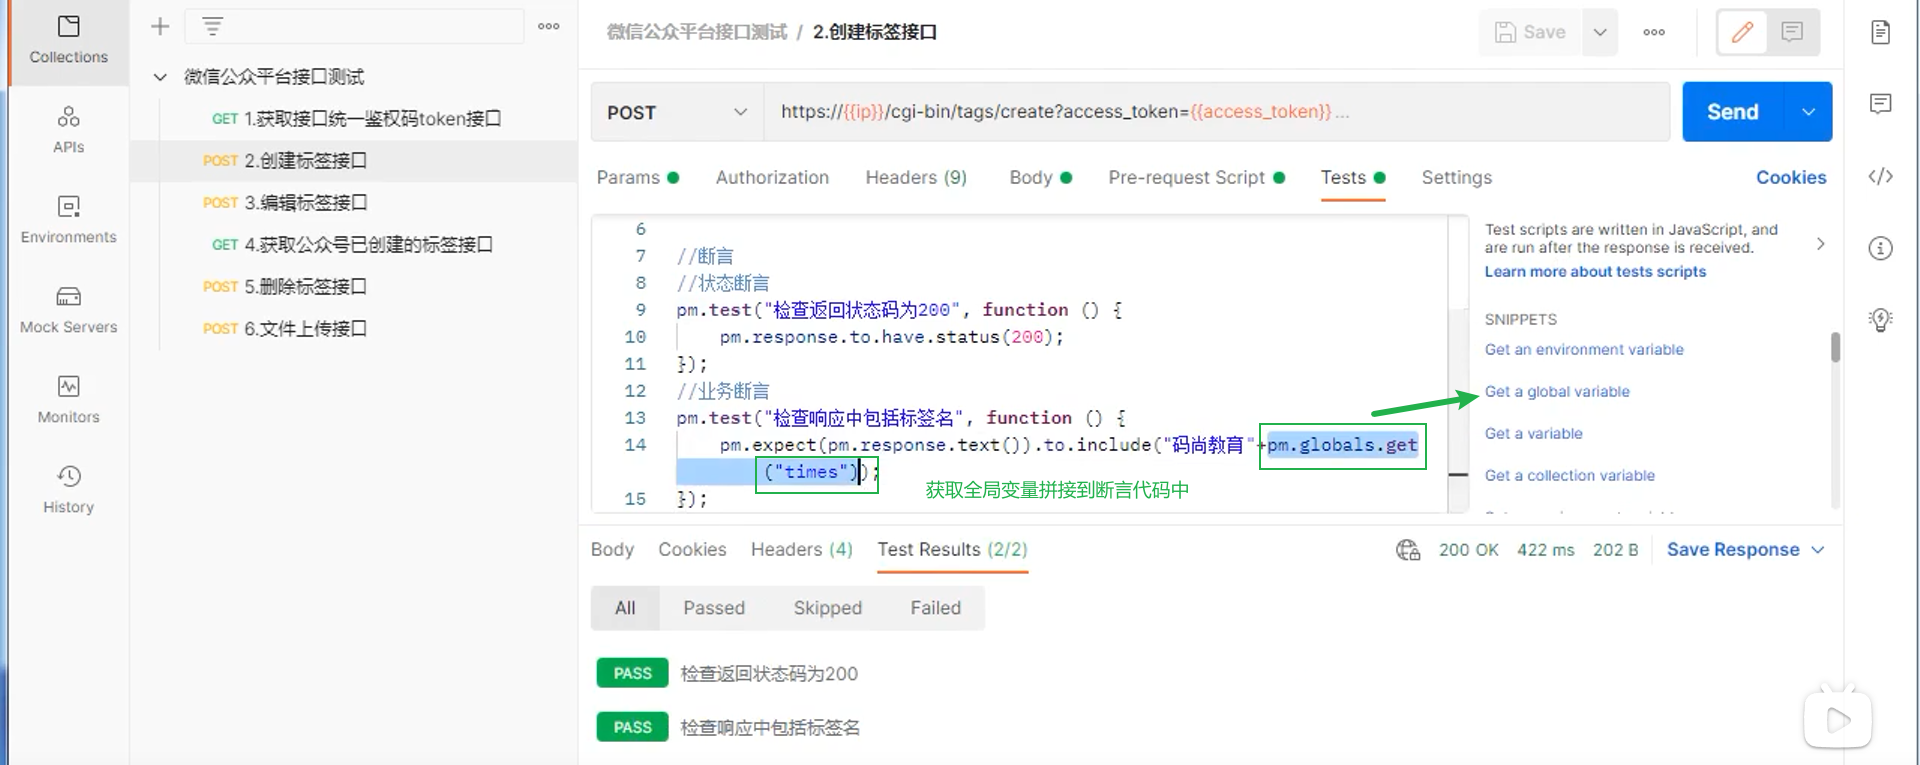 Collections
APIs
Environments
Mock Servers
Monitors
History
微信公众平台接口测试
GET 1.获取接口统一鉴权码token接口
POST 2.创建标签接口
POST 3.编辑标签接口
GET 4.获取公众号已创建的标签接口
POST 5.删除标签接口
POST 6.文件上传接口
微信公众平台接口测试 / 2.创建标签接口
Save
POST
https://{{ip}}/cgi-bin/tags/create?access_token={{access_token}} ...
Send
Params
Authorization
Headers (9)
Body
Pre-request Script
Tests
Settings
Cookies
6
7 //断言
8 //状态断言
9 pm.test("检查返回状态码为200", function () {
10 pm.response.to.have.status(200);
11 });
12 //业务断言
13 pm.test("检查响应中包括标签名", function () {
14 pm.expect(pm.response.text()).to.include("码尚教育"+pm.globals.get
("times"));
15 });
获取全局变量拼接到断言代码中
Test scripts are written in JavaScript, and
are run after the response is received.
Learn more about tests scripts
SNIPPETS
Get an environment variable
Get a global variable
Get a variable
Get a collection variable
Body
Cookies
Headers (4)
Test Results (2/2)
200 OK
422 ms
202 B
Save Response
All
Passed
Skipped
Failed
PASS 检查返回状态码为200
PASS 检查响应中包括标签名